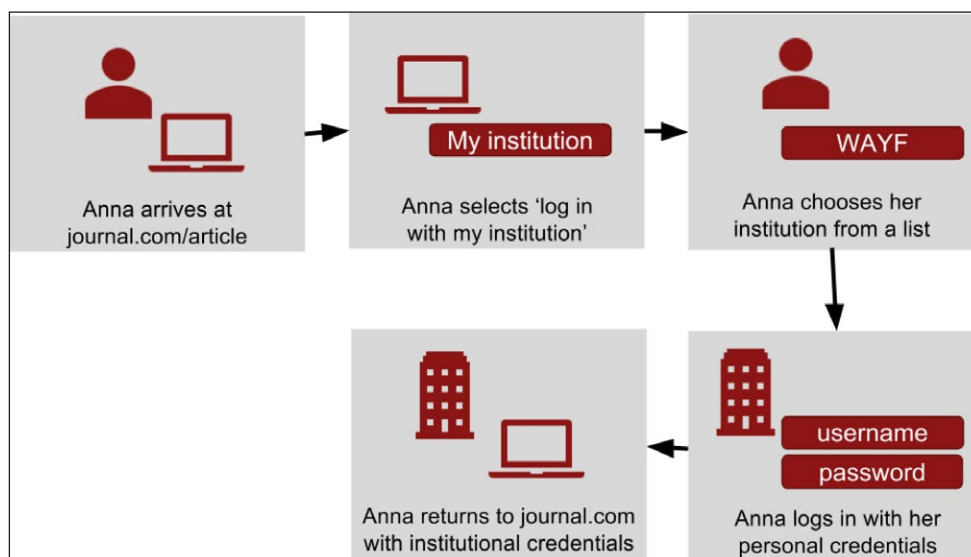 Anna arrives at
journal.com/article
My institution
Anna selects ‘log in
with my institution’
WAYF
Anna chooses her
institution from a list
username
password
Anna logs in with her
personal credentials
Anna returns to journal.com
with institutional credentials